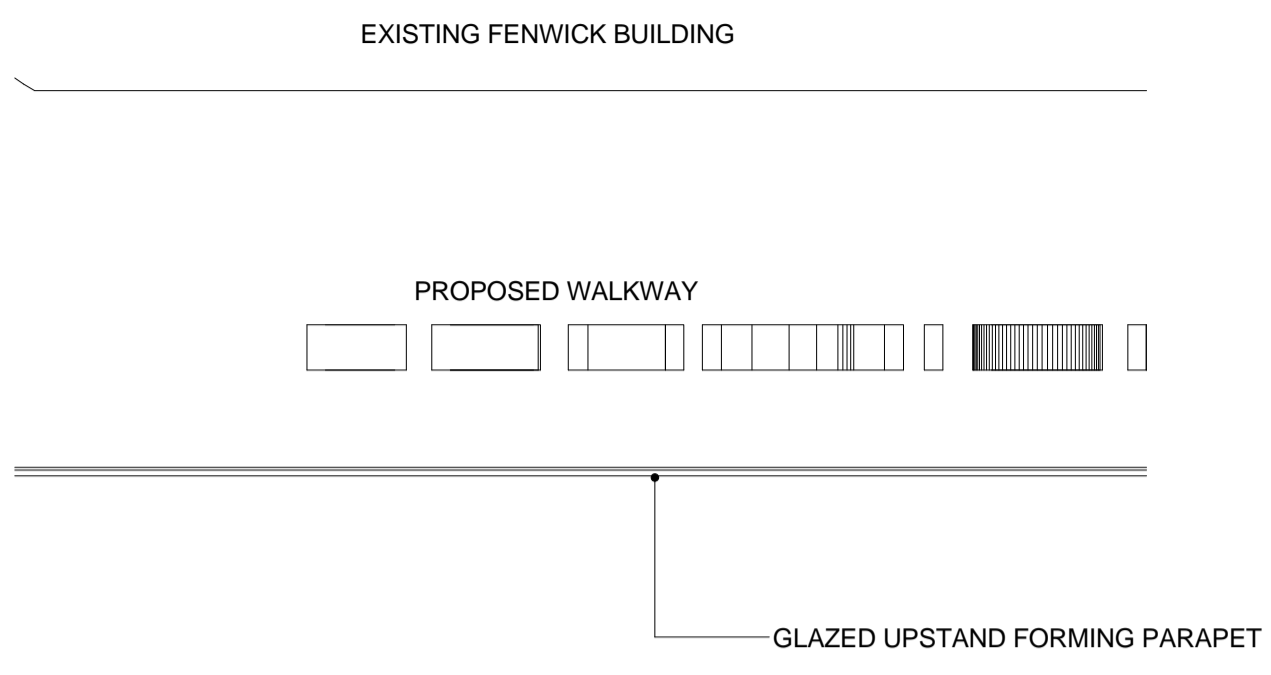 EXISTING FENWICK BUILDING
PROPOSED WALKWAY
GLAZED UPSTAND FORMING PARAPET